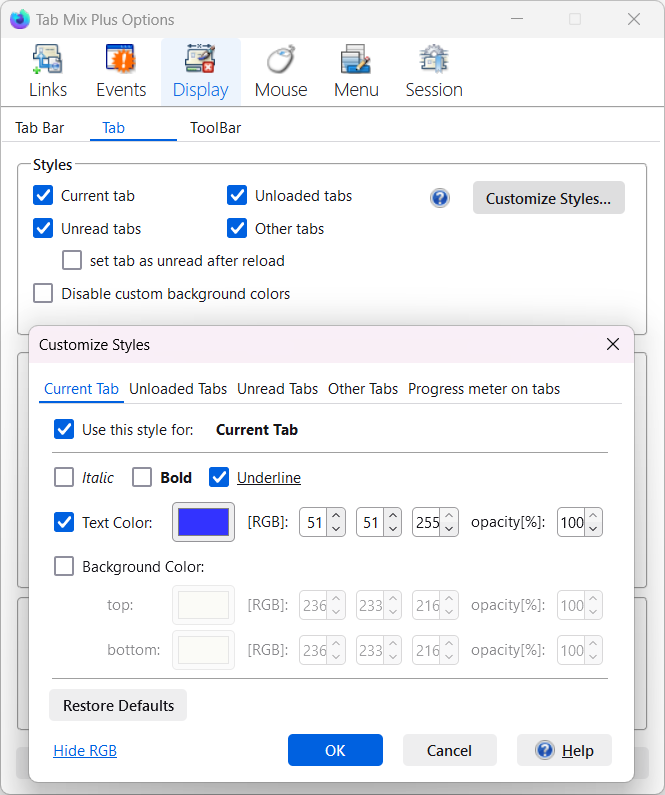 Tab Mix Plus Options
Links Events Display Mouse Menu Session
Tab Bar Tab ToolBar
Styles
Current tab Unloaded tabs Customize Styles...
Unread tabs Other tabs
set tab as unread after reload
Disable custom background colors
Customize Styles
Current Tab Unloaded Tabs Unread Tabs Other Tabs Progress meter on tabs
Use this style for: Current Tab
Italic Bold Underline
Text Color: [RGB]: 51 51 255 opacity[%]: 100
Background Color:
top: [RGB]: 236 233 216 opacity[%]: 100
bottom: [RGB]: 236 233 216 opacity[%]: 100
Restore Defaults
Hide RGB OK Cancel Help